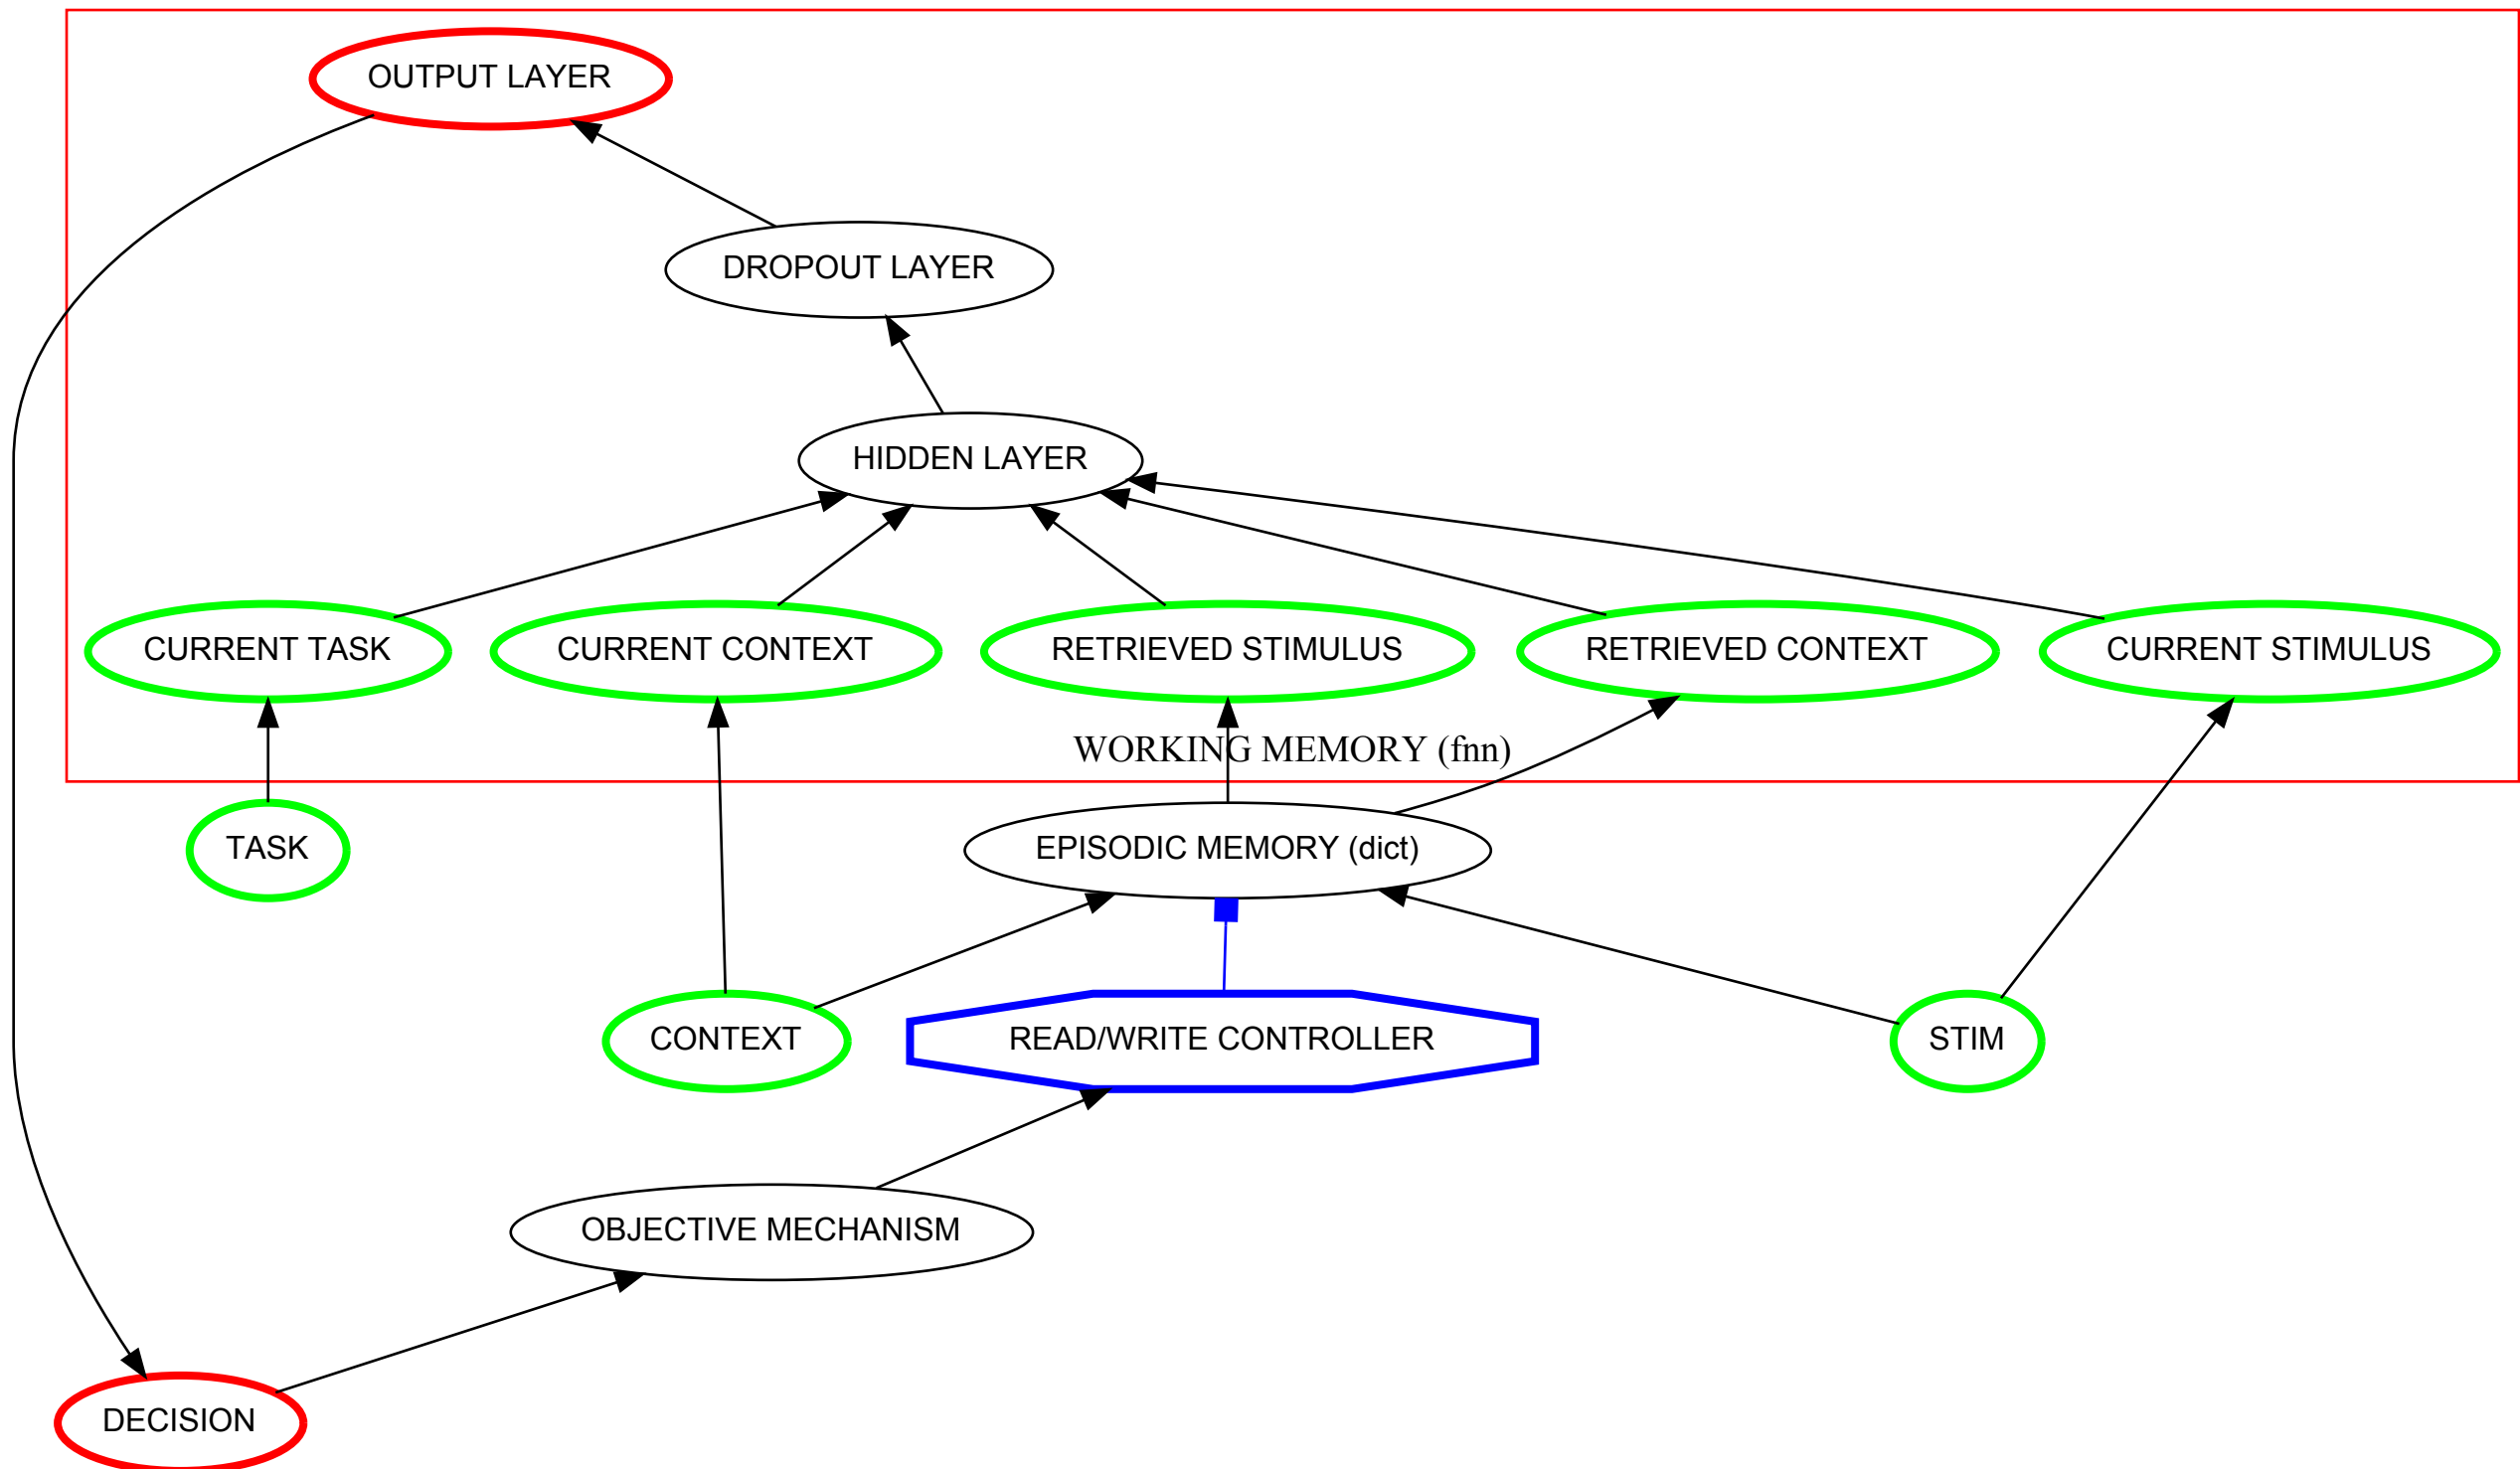 OUTPUT LAYER
DROPOUT LAYER
HIDDEN LAYER
CURRENT TASK
CURRENT CONTEXT
RETRIEVED STIMULUS
RETRIEVED CONTEXT
CURRENT STIMULUS
WORKING MEMORY (fnn)
TASK
EPISODIC MEMORY (dict)
CONTEXT
READ/WRITE CONTROLLER
STIM
OBJECTIVE MECHANISM
DECISION